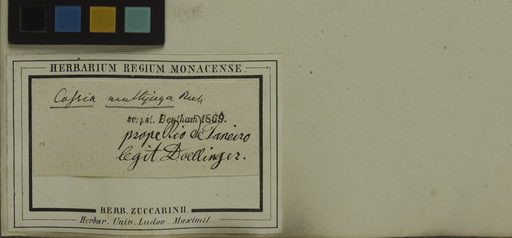 HERBARIUM REGIUM MONACENSE.
Cassia multijuga Rich
accpt. Bentham 1869.
prope Rio de Janeiro
legit Doellinger.
HERB. ZUCCARINII.
Herbar. Univ. Ludov. Maximil.